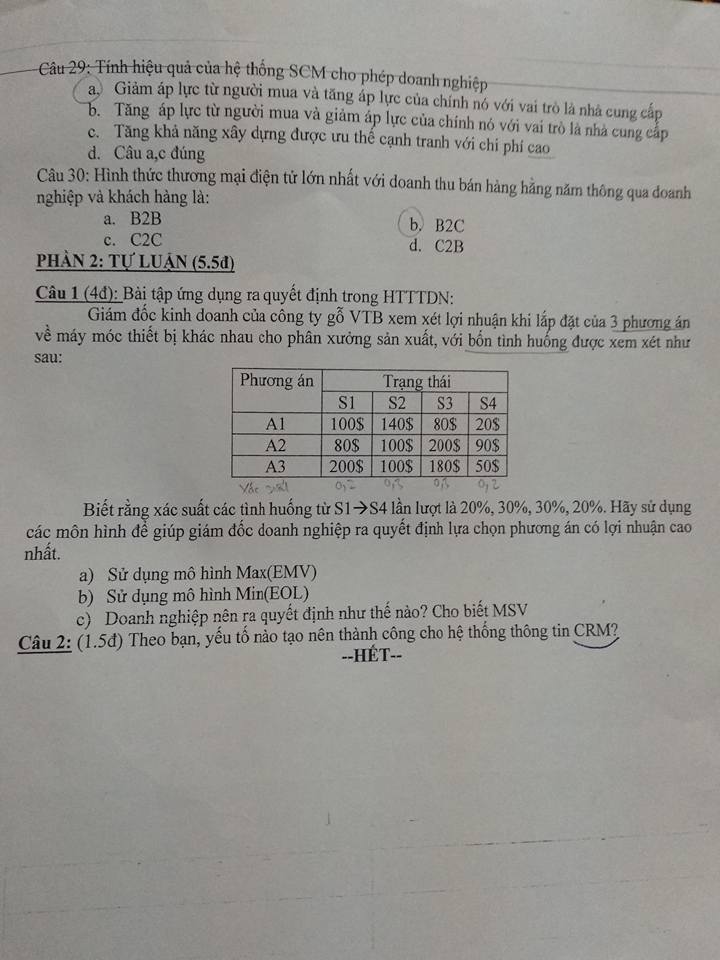 Câu 29: Tính hiệu quả của hệ thống SCM cho phép doanh nghiệp
a. Giảm áp lực từ người mua và tăng áp lực của chính nó với vai trò là nhà cung cấp
b. Tăng áp lực từ người mua và giảm áp lực của chính nó với vai trò là nhà cung cấp
c. Tăng khả năng xây dựng được ưu thế cạnh tranh với chi phí cao
d. Câu a,c đúng
Câu 30: Hình thức thương mại điện tử lớn nhất với doanh thu bán hàng hằng năm thông qua doanh
nghiệp và khách hàng là:
a. B2B b. B2C
c. C2C d. C2B
PHẦN 2: TỰ LUẬN (5.5đ)
Câu 1 (4đ): Bài tập ứng dụng ra quyết định trong HTTTDN:
Giám đốc kinh doanh của công ty gỗ VTB xem xét lợi nhuận khi lắp đặt của 3 phương án
về máy móc thiết bị khác nhau cho phân xưởng sản xuất, với bốn tình huống được xem xét như
sau:
Phương án Trạng thái
S1 S2 S3 S4
A1 100$ 140$ 80$ 20$
A2 80$ 100$ 200$ 90$
A3 200$ 100$ 180$ 50$
Xác suất 0,2 0,3 0,3 0,2
Biết rằng xác suất các tình huống từ S1→S4 lần lượt là 20%, 30%, 30%, 20%. Hãy sử dụng
các môn hình để giúp giám đốc doanh nghiệp ra quyết định lựa chọn phương án có lợi nhuận cao
nhất.
a) Sử dụng mô hình Max(EMV)
b) Sử dụng mô hình Min(EOL)
c) Doanh nghiệp nên ra quyết định như thế nào? Cho biết MSV
Câu 2: (1.5đ) Theo bạn, yếu tố nào tạo nên thành công cho hệ thống thông tin CRM?
--HẾT--